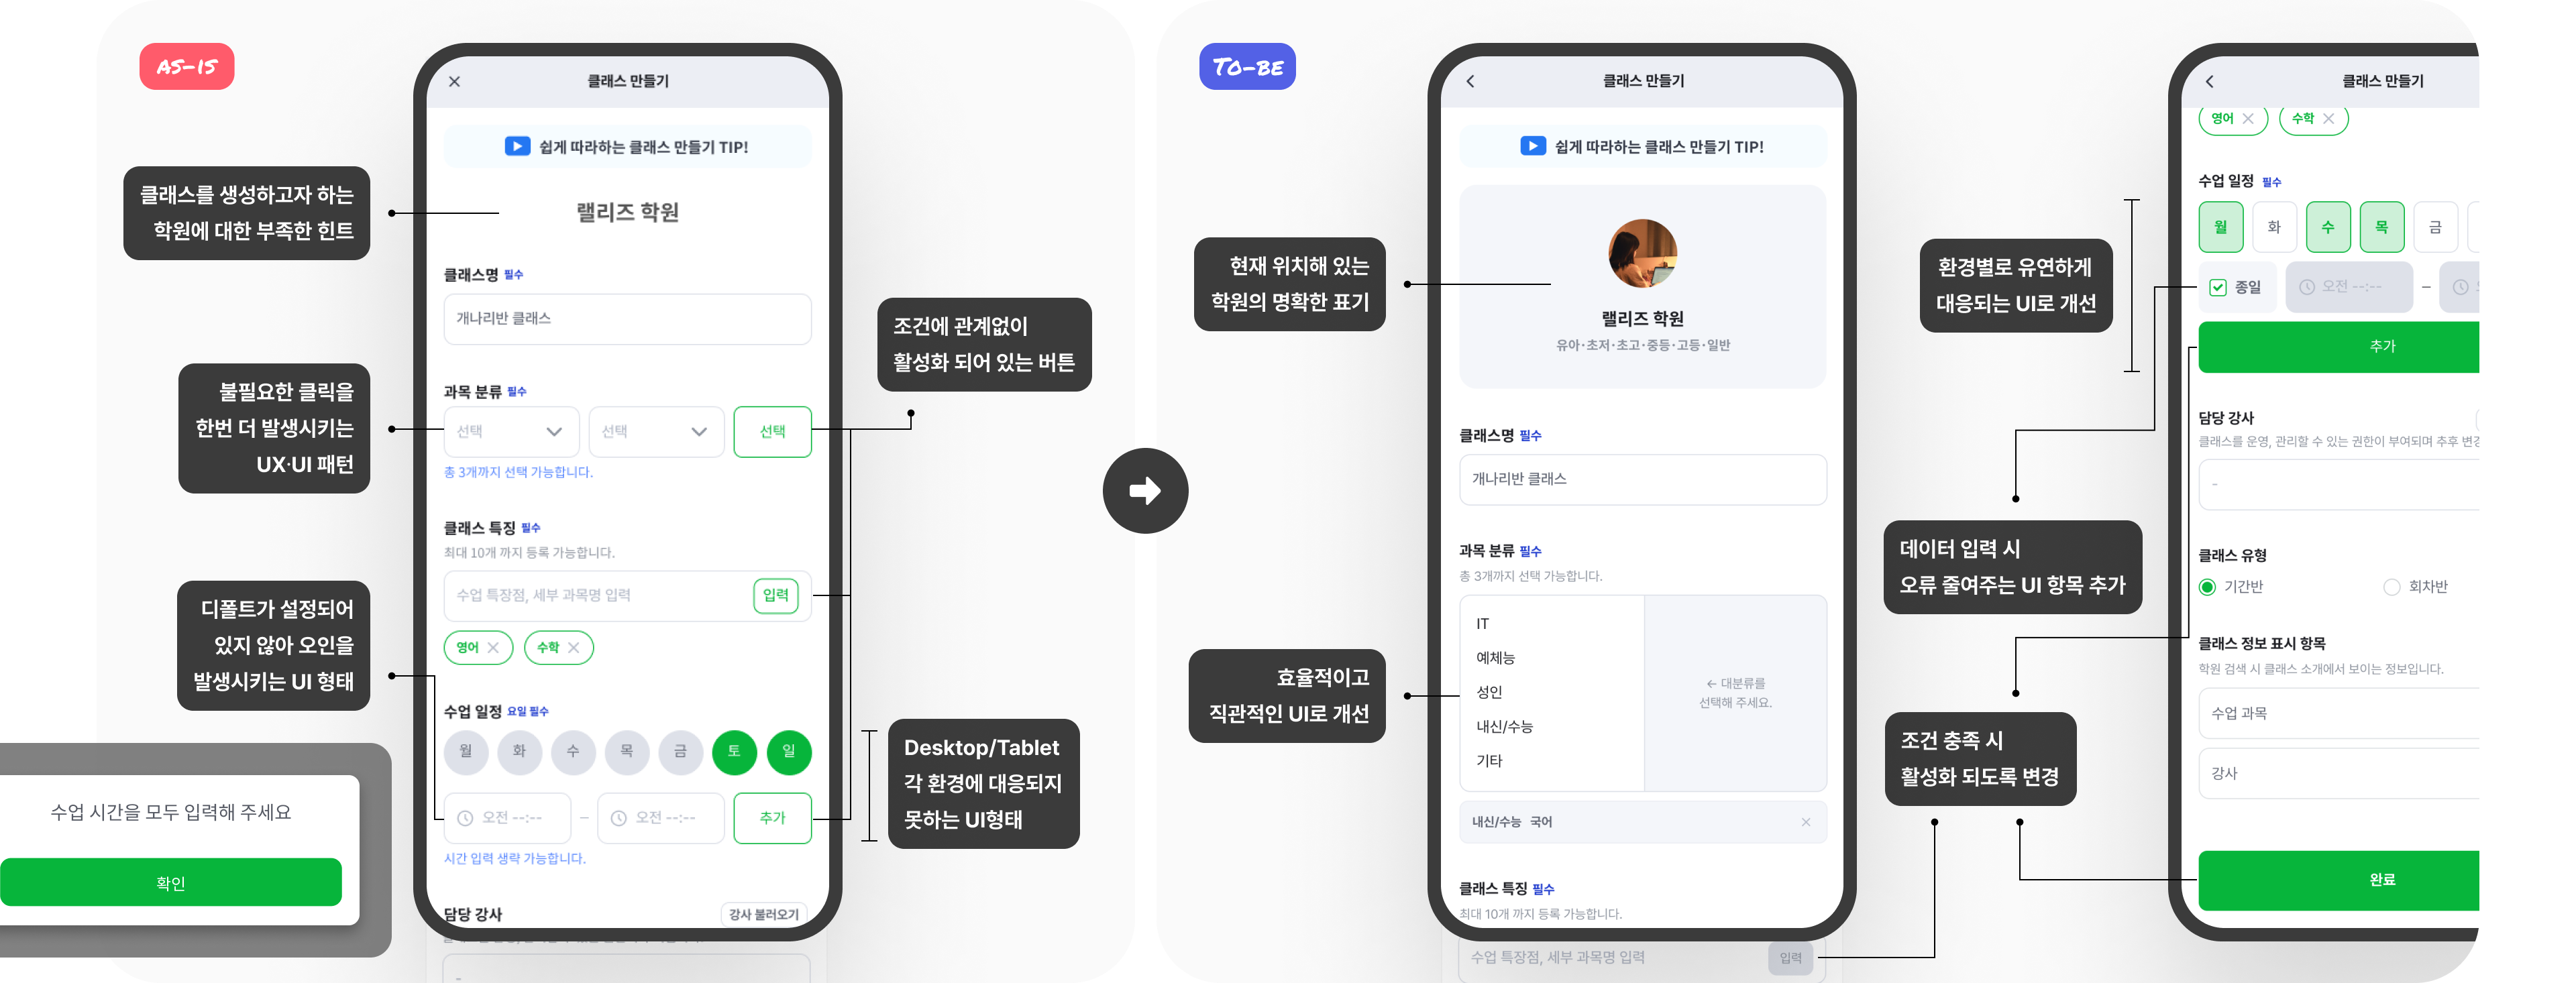 AS-IS
클래스를 생성하고자 하는
학원에 대한 부족한 힌트
불필요한 클릭을
한번 더 발생시키는
UX·UI 패턴
디폴트가 설정되어
있지 않아 오인을
발생시키는 UI 형태
수업 시간을 모두 입력해 주세요
확인
클래스 만들기
쉽게 따라하는 클래스 만들기 TIP!
랠리즈 학원
클래스명 필수
개나리반 클래스
과목 분류 필수
선택 선택 선택
총 3개까지 선택 가능합니다.
클래스 특징 필수
최대 10개 까지 등록 가능합니다.
수업 특장점, 세부 과목명 입력 입력
영어 수학
수업 일정 요일 필수
월 화 수 목 금 토 일
오전 --:-- – 오전 --:-- 추가
시간 입력 생략 가능합니다.
담당 강사 강사 불러오기
-
조건에 관계없이
활성화 되어 있는 버튼
Desktop/Tablet
각 환경에 대응되지
못하는 UI형태
To-be
현재 위치해 있는
학원의 명확한 표기
효율적이고
직관적인 UI로 개선
클래스 만들기
쉽게 따라하는 클래스 만들기 TIP!
랠리즈 학원
유아·초저·초고·중등·고등·일반
클래스명 필수
개나리반 클래스
과목 분류 필수
총 3개까지 선택 가능합니다.
IT
예체능
성인
내신/수능
기타
← 대분류를
선택해 주세요.
내신/수능 국어
클래스 특징 필수
최대 10개 까지 등록 가능합니다.
수업 특장점, 세부 과목명 입력 입력
환경별로 유연하게
대응되는 UI로 개선
데이터 입력 시
오류 줄여주는 UI 항목 추가
조건 충족 시
활성화 되도록 변경
클래스 만들기
영어 수학
수업 일정 필수
월 화 수 목 금
종일 오전 --:-- –
추가
담당 강사
클래스를 운영, 관리할 수 있는 권한이 부여되며 추후 변경
-
클래스 유형
기간반 회차반
클래스 정보 표시 항목
학원 검색 시 클래스 소개에서 보이는 정보입니다.
수업 과목
강사
완료